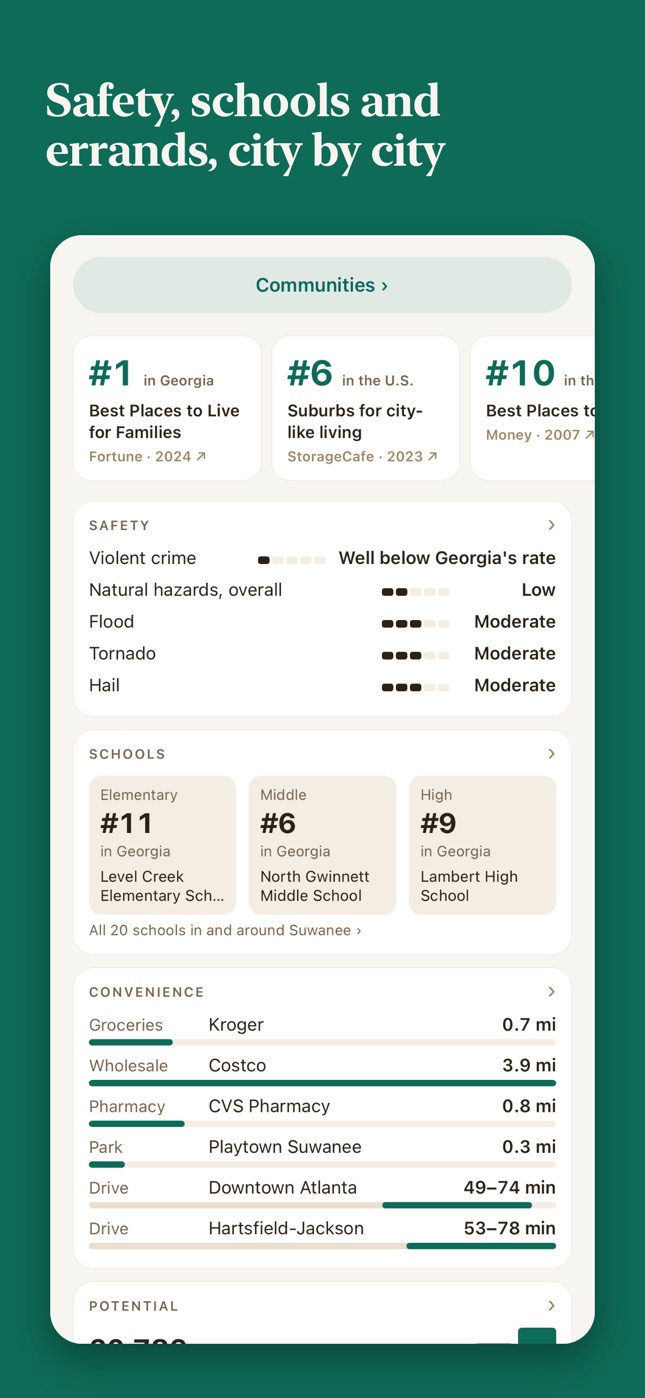 Safety, schools and
errands, city by city
Communities ›
#1 in Georgia
Best Places to Live
for Families
Fortune · 2024 ↗
#6 in the U.S.
Suburbs for city-
like living
StorageCafe · 2023 ↗
#10 in th
Best Places to
Money · 2007 ↗
SAFETY ›
Violent crime Well below Georgia's rate
Natural hazards, overall Low
Flood Moderate
Tornado Moderate
Hail Moderate
SCHOOLS ›
Elementary
#11
in Georgia
Level Creek
Elementary Sch...
Middle
#6
in Georgia
North Gwinnett
Middle School
High
#9
in Georgia
Lambert High
School
All 20 schools in and around Suwanee ›
CONVENIENCE ›
Groceries Kroger 0.7 mi
Wholesale Costco 3.9 mi
Pharmacy CVS Pharmacy 0.8 mi
Park Playtown Suwanee 0.3 mi
Drive Downtown Atlanta 49–74 min
Drive Hartsfield-Jackson 53–78 min
POTENTIAL ›